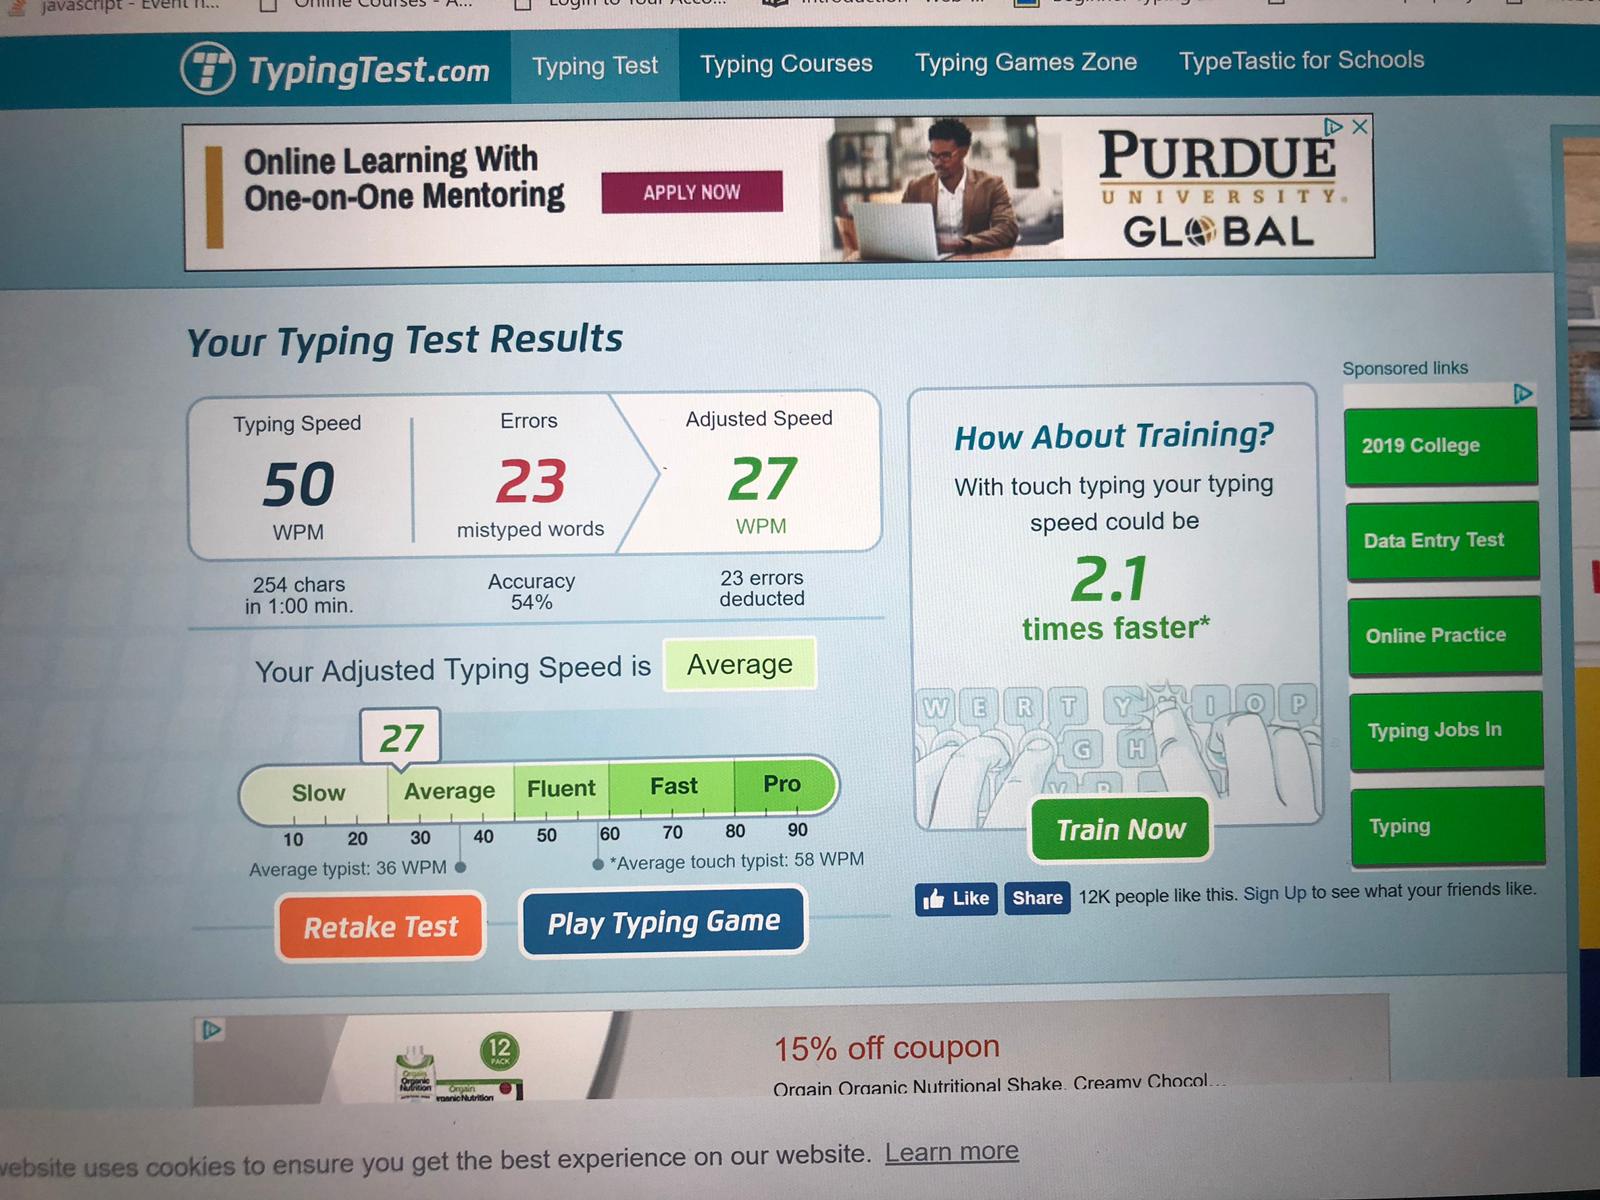 javascript - Event h...
Online Courses - A...
Login to Your Acco...
Introduction
TypingTest.com
Typing Test
Typing Courses
Typing Games Zone
TypeTastic for Schools
Online Learning With
One-on-One Mentoring
APPLY NOW
PURDUE
UNIVERSITY®
GLOBAL
Your Typing Test Results
Typing Speed
50
WPM
Errors
23
mistyped words
Adjusted Speed
27
WPM
254 chars
in 1:00 min.
Accuracy
54%
23 errors
deducted
Your Adjusted Typing Speed is Average
27
Slow Average Fluent Fast Pro
10 20 30 40 50 60 70 80 90
Average typist: 36 WPM
*Average touch typist: 58 WPM
Retake Test
Play Typing Game
How About Training?
With touch typing your typing
speed could be
2.1
times faster*
W E R T Y I O P
G H
Train Now
Like Share 12K people like this. Sign Up to see what your friends like.
Sponsored links
2019 College
Data Entry Test
Online Practice
Typing Jobs In
Typing
12
PACK
Orgain
Organic
Nutrition
Orgain
15% off coupon
Orgain Organic Nutritional Shake, Creamy Chocol...
website uses cookies to ensure you get the best experience on our website. Learn more